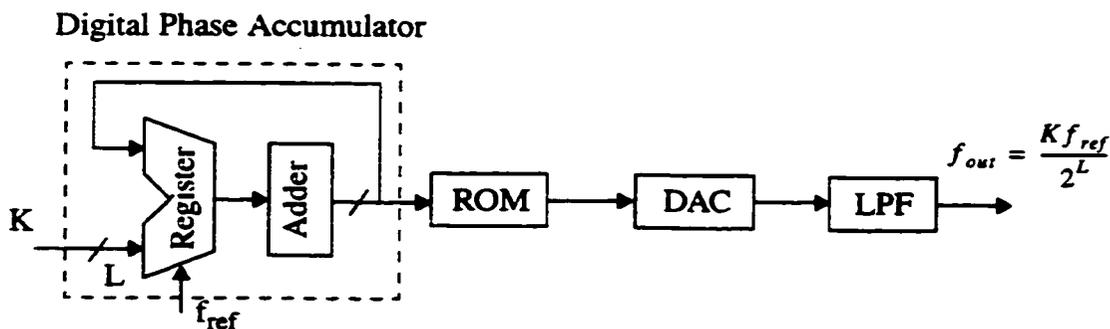 Digital Phase Accumulator
K
L
Register
f_ref
Adder
ROM
DAC
LPF
f_out = K f_ref / 2^L